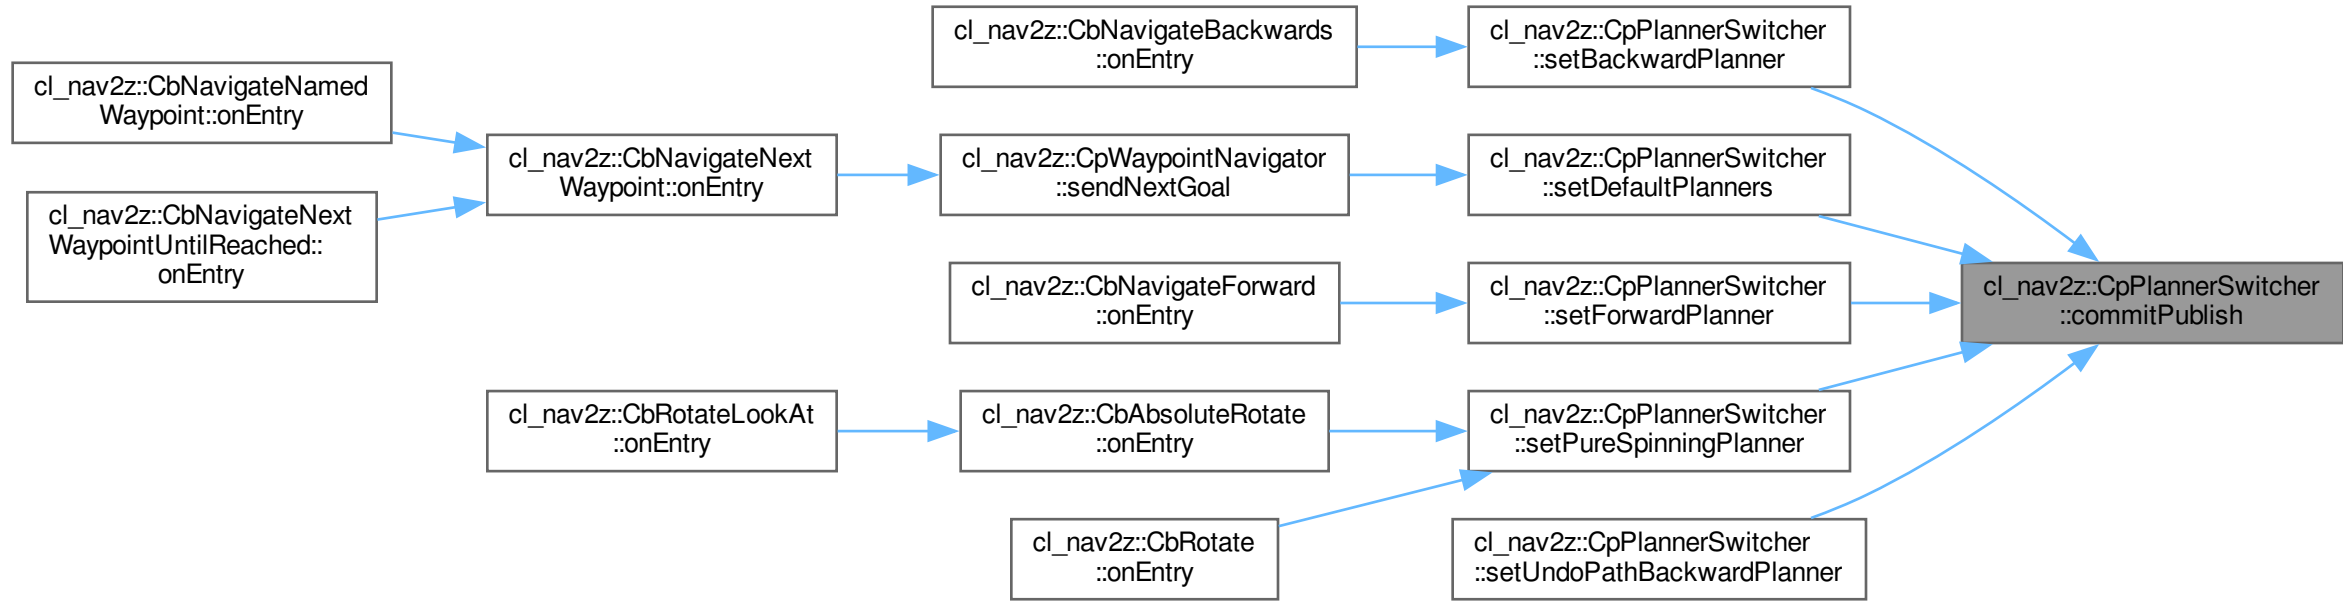 cl_nav2z::CbNavigateNamed
Waypoint::onEntry
cl_nav2z::CbNavigateNext
WaypointUntilReached::
onEntry
cl_nav2z::CbNavigateNext
Waypoint::onEntry
cl_nav2z::CbRotateLookAt
::onEntry
cl_nav2z::CbNavigateBackwards
::onEntry
cl_nav2z::CpWaypointNavigator
::sendNextGoal
cl_nav2z::CbNavigateForward
::onEntry
cl_nav2z::CbAbsoluteRotate
::onEntry
cl_nav2z::CbRotate
::onEntry
cl_nav2z::CpPlannerSwitcher
::setBackwardPlanner
cl_nav2z::CpPlannerSwitcher
::setDefaultPlanners
cl_nav2z::CpPlannerSwitcher
::setForwardPlanner
cl_nav2z::CpPlannerSwitcher
::setPureSpinningPlanner
cl_nav2z::CpPlannerSwitcher
::setUndoPathBackwardPlanner
cl_nav2z::CpPlannerSwitcher
::commitPublish